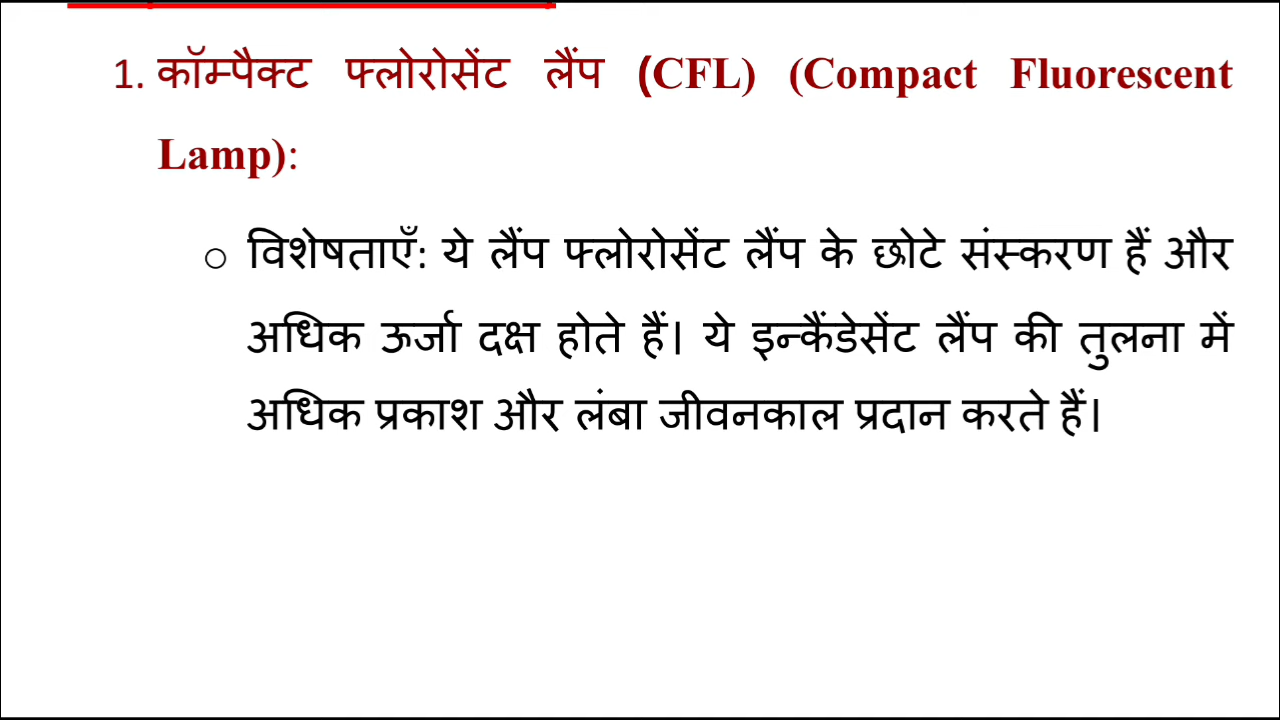 1. कॉम्पैक्ट फ्लोरोसेंट लैंप (CFL) (Compact Fluorescent
Lamp):
o विशेषताएँ: ये लैंप फ्लोरोसेंट लैंप के छोटे संस्करण हैं और
अधिक ऊर्जा दक्ष होते हैं। ये इन्कैंडेसेंट लैंप की तुलना में
अधिक प्रकाश और लंबा जीवनकाल प्रदान करते हैं।